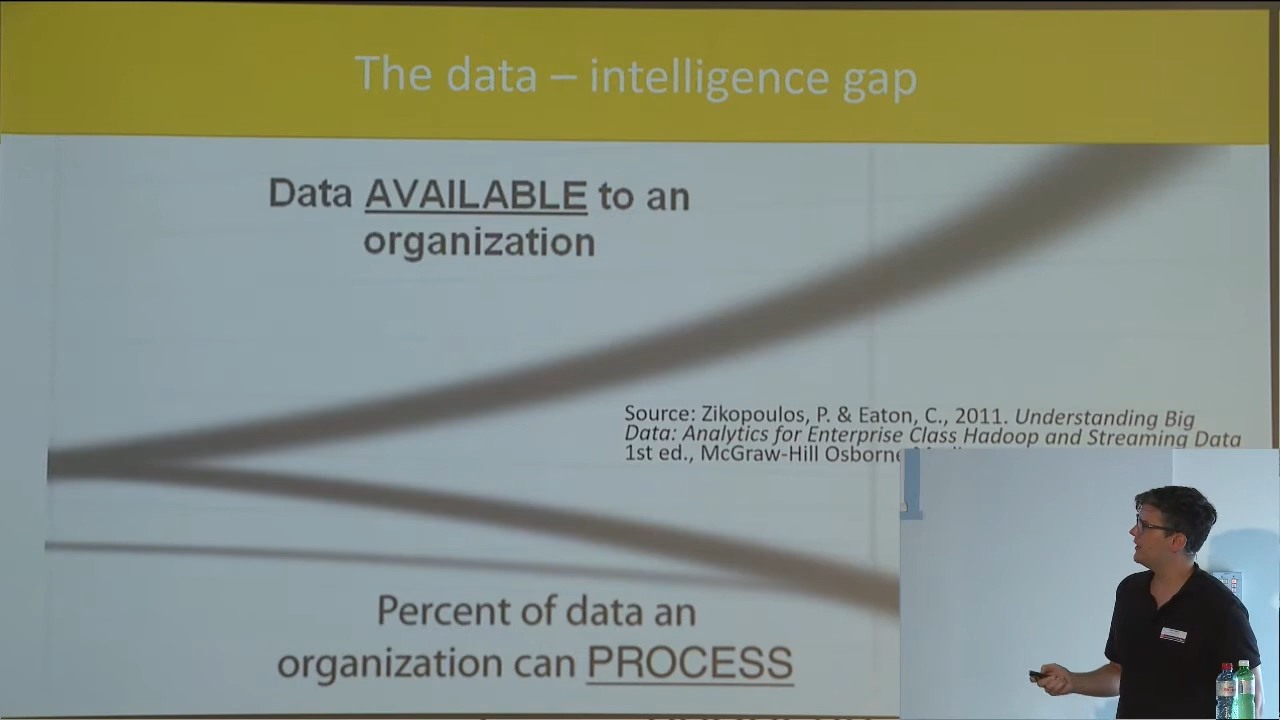 The data – intelligence gap
Data AVAILABLE to an
organization
Source: Zikopoulos, P. & Eaton, C., 2011. Understanding Big
Data: Analytics for Enterprise Class Hadoop and Streaming Data
1st ed., McGraw-Hill Osborne
Percent of data an
organization can PROCESS